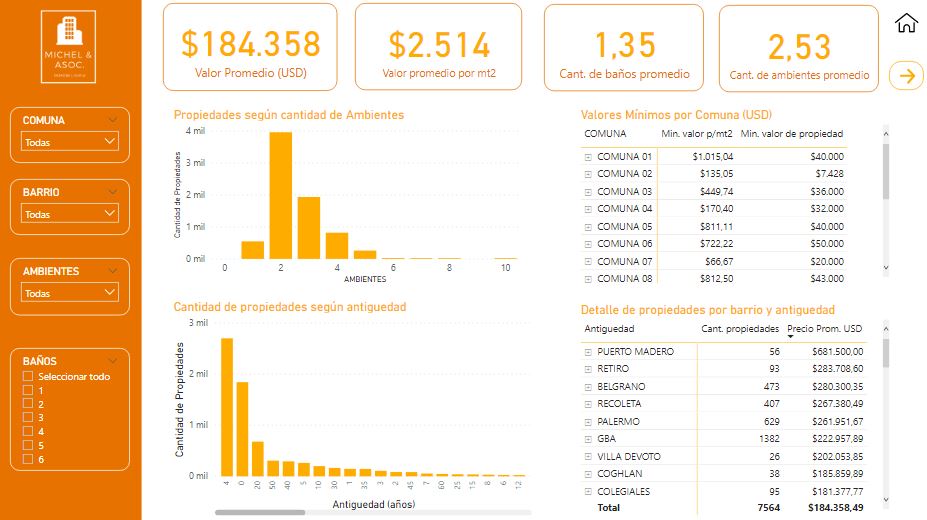 MICHEL &
ASOC.
COMUNA
Todas
BARRIO
Todas
AMBIENTES
Todas
BAÑOS
Seleccionar todo
1
2
3
4
5
6
$184.358
Valor Promedio (USD)
$2.514
Valor promedio por mt2
1,35
Cant. de baños promedio
2,53
Cant. de ambientes promedio
Propiedades según cantidad de Ambientes
Cantidad de Propiedades
4 mil
3 mil
2 mil
1 mil
0 mil
0 2 4 6 8 10
AMBIENTES
Valores Mínimos por Comuna (USD)
COMUNA Min. valor p/mt2 Min. valor de propiedad
COMUNA 01 $1.015,04 $40.000
COMUNA 02 $135,05 $7.428
COMUNA 03 $449,74 $36.000
COMUNA 04 $170,40 $32.000
COMUNA 05 $811,11 $40.000
COMUNA 06 $722,22 $50.000
COMUNA 07 $66,67 $20.000
COMUNA 08 $812,50 $43.000
Cantidad de propiedades según antiguedad
Cantidad de Propiedades
3 mil
2 mil
1 mil
0 mil
4 0 20 50 40 5 10 30 1 35 3 2 45 7 60 25 15 8 6 12
Antiguedad (años)
Detalle de propiedades por barrio y antiguedad
Antiguedad Cant. propiedades Precio Prom. USD
PUERTO MADERO 56 $681.500,00
RETIRO 93 $283.708,60
BELGRANO 473 $280.300,35
RECOLETA 407 $267.380,49
PALERMO 629 $261.951,67
GBA 1382 $222.957,89
VILLA DEVOTO 26 $202.053,85
COGHLAN 38 $185.859,89
COLEGIALES 95 $181.377,77
Total 7564 $184.358,49